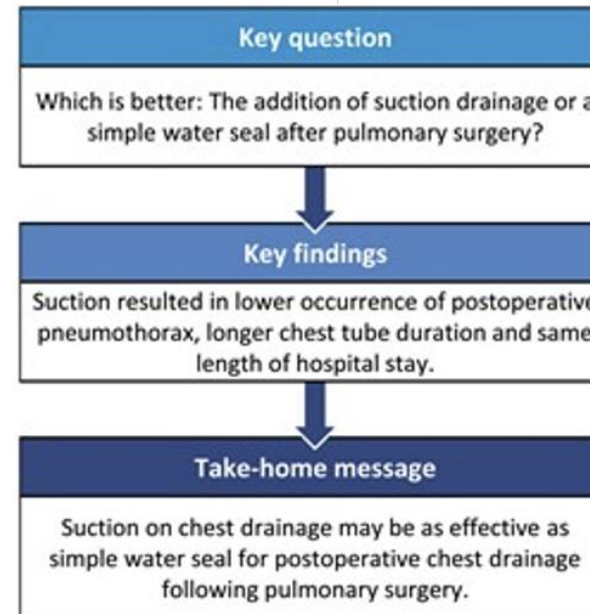 Key question
Which is better: The addition of suction drainage or a
simple water seal after pulmonary surgery?
Key findings
Suction resulted in lower occurrence of postoperative
pneumothorax, longer chest tube duration and same
length of hospital stay.
Take-home message
Suction on chest drainage may be as effective as
simple water seal for postoperative chest drainage
following pulmonary surgery.